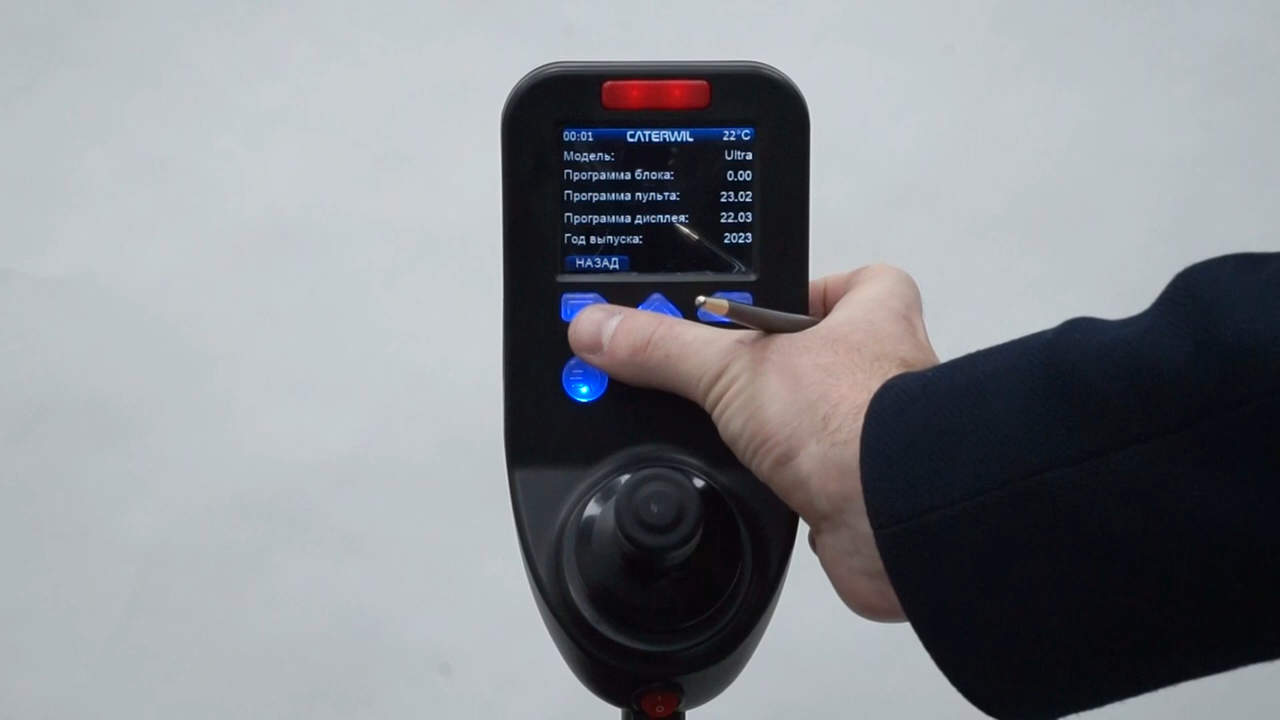 00:01 CATERWIL 22°C
Модель: Ultra
Программа блока: 0.00
Программа пульта: 23.02
Программа дисплея: 22.03
Год выпуска: 2023
НАЗАД